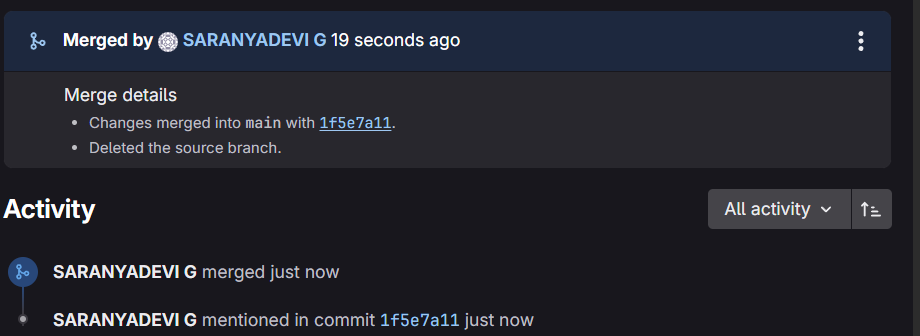 Merged by SARANYADEVI G 19 seconds ago
Merge details
Changes merged into main with 1f5e7a11.
Deleted the source branch.
Activity
All activity
SARANYADEVI G merged just now
SARANYADEVI G mentioned in commit 1f5e7a11 just now